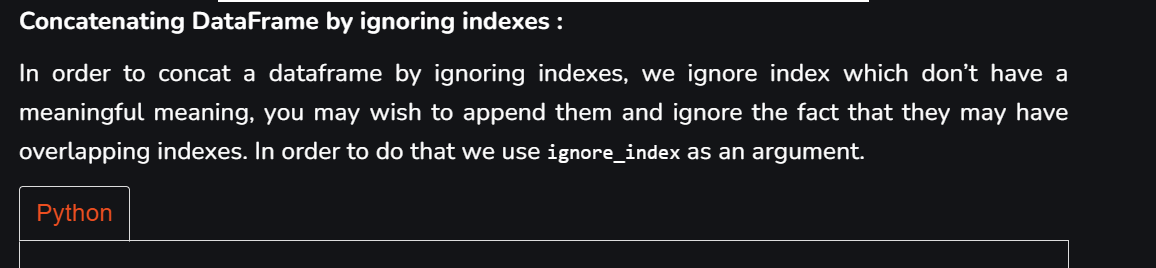 Concatenating DataFrame by ignoring indexes :
In order to concat a dataframe by ignoring indexes, we ignore index which don’t have a
meaningful meaning, you may wish to append them and ignore the fact that they may have
overlapping indexes. In order to do that we use ignore_index as an argument.
Python